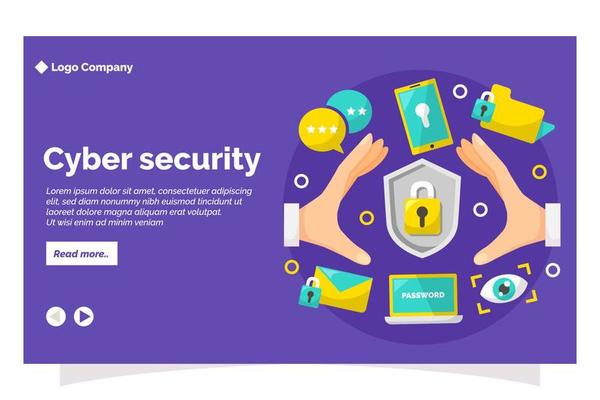 Logo Company
Cyber security
Lorem ipsum dolor sit amet, consectetuer adipiscing
elit, sed diam nonummy nibh euismod tincidunt ut
laoreet dolore magna aliquam erat volutpat.
Ut wisi enim ad minim veniam
Read more..
PASSWORD